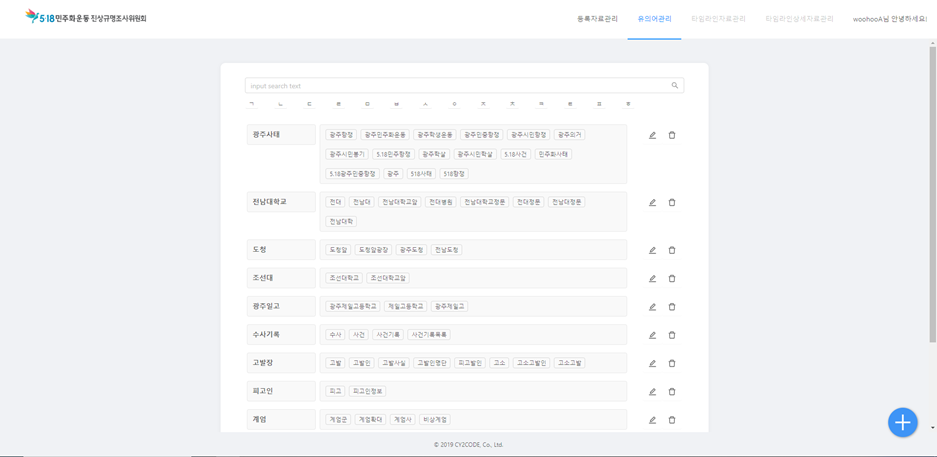 5·18 민주화운동 진상규명조사위원회
등록자료관리 유의어관리 타임라인자료관리 타임라인상세자료관리 woohooA님 안녕하세요!
input search text
ㄱ ㄴ ㄷ ㄹ ㅁ ㅂ ㅅ ㅇ ㅈ ㅊ ㅋ ㅌ ㅍ ㅎ
광주사태 광주항쟁 광주민주화운동 광주학생운동 광주민중항쟁 광주시민항쟁 광주의거
광주시민봉기 5.18민주항쟁 광주학살 광주시민학살 5.18사건 민주화사태
5.18광주민중항쟁 광주 518사태 518항쟁
전남대학교 전대 전남대 전남대학교앞 전대병원 전남대학교정문 전대정문 전남대정문
전남대학
도청 도청앞 도청앞광장 광주도청 전남도청
조선대 조선대학교 조선대학교앞
광주일고 광주제일고등학교 제일고등학교 광주제일고
수사기록 수사 사건 사건기록 사건기록목록
고발장 고발 고발인 고발사실 고발인명단 피고발인 고소 고소고발인 고소고발
피고인 피고 피고인정보
계엄 계엄군 계엄확대 계엄사 비상계엄
© 2019 CY2CODE, Co., Ltd.